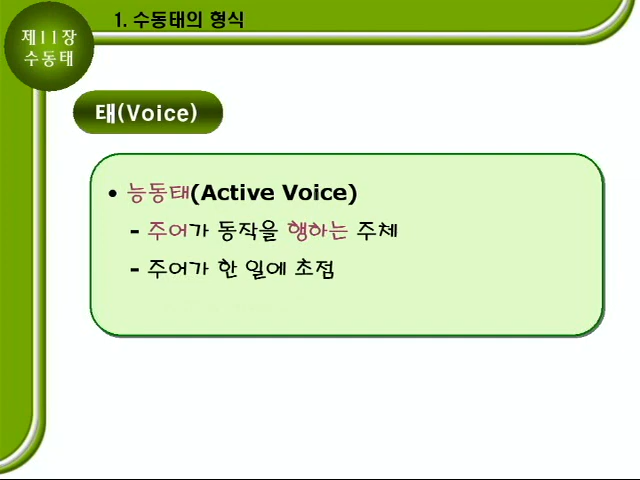 제11장
수동태
1. 수동태의 형식
태(Voice)
• 능동태(Active Voice)
- 주어가 동작을 행하는 주체
- 주어가 한 일에 초점